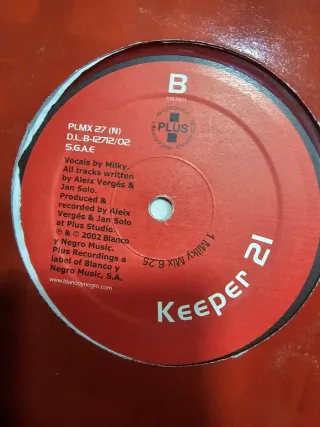 B
STEREO
PLUS
PLMX 27 (N)
D.L.:B-12712/02
S.G.A.E
Vocals by Milky.
All tracks written
by Aleix Vergés &
Jan Solo.
Produced &
recorded by Aleix
Vergés & Jan Solo
at Plus Studio.
℗ & © 2002 Blanco
y Negro Music.
Plus Recordings a
label of Blanco y
Negro Music, S.A.
www.blancoynegro.com
1 Milky Mix 6.25
Keeper 21